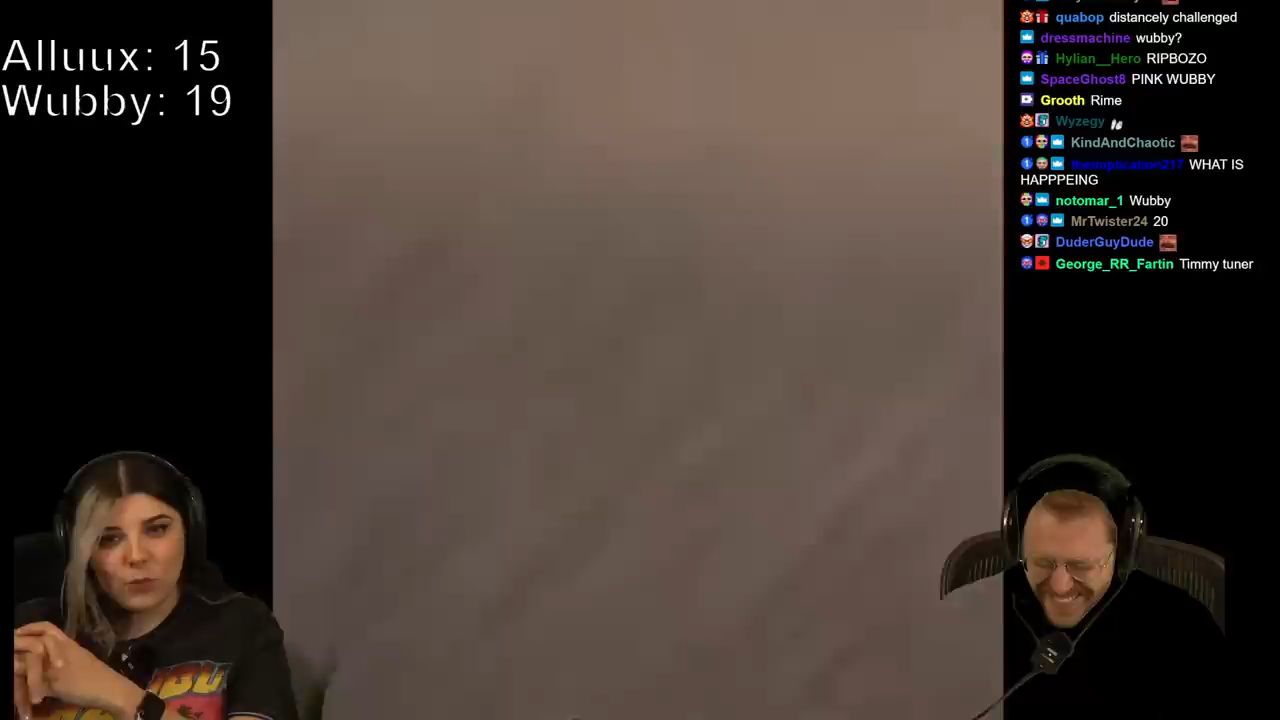 Alluux: 15
Wubby: 19
quabop distancely challenged
dressmachine wubby?
Hylian__Hero RIPBOZO
SpaceGhost8 PINK WUBBY
Grooth Rime
Wyzegy
KindAndChaotic
WHAT IS
HAPPPEING
notomar_1 Wubby
MrTwister24 20
DuderGuyDude
George_RR_Fartin Timmy tuner